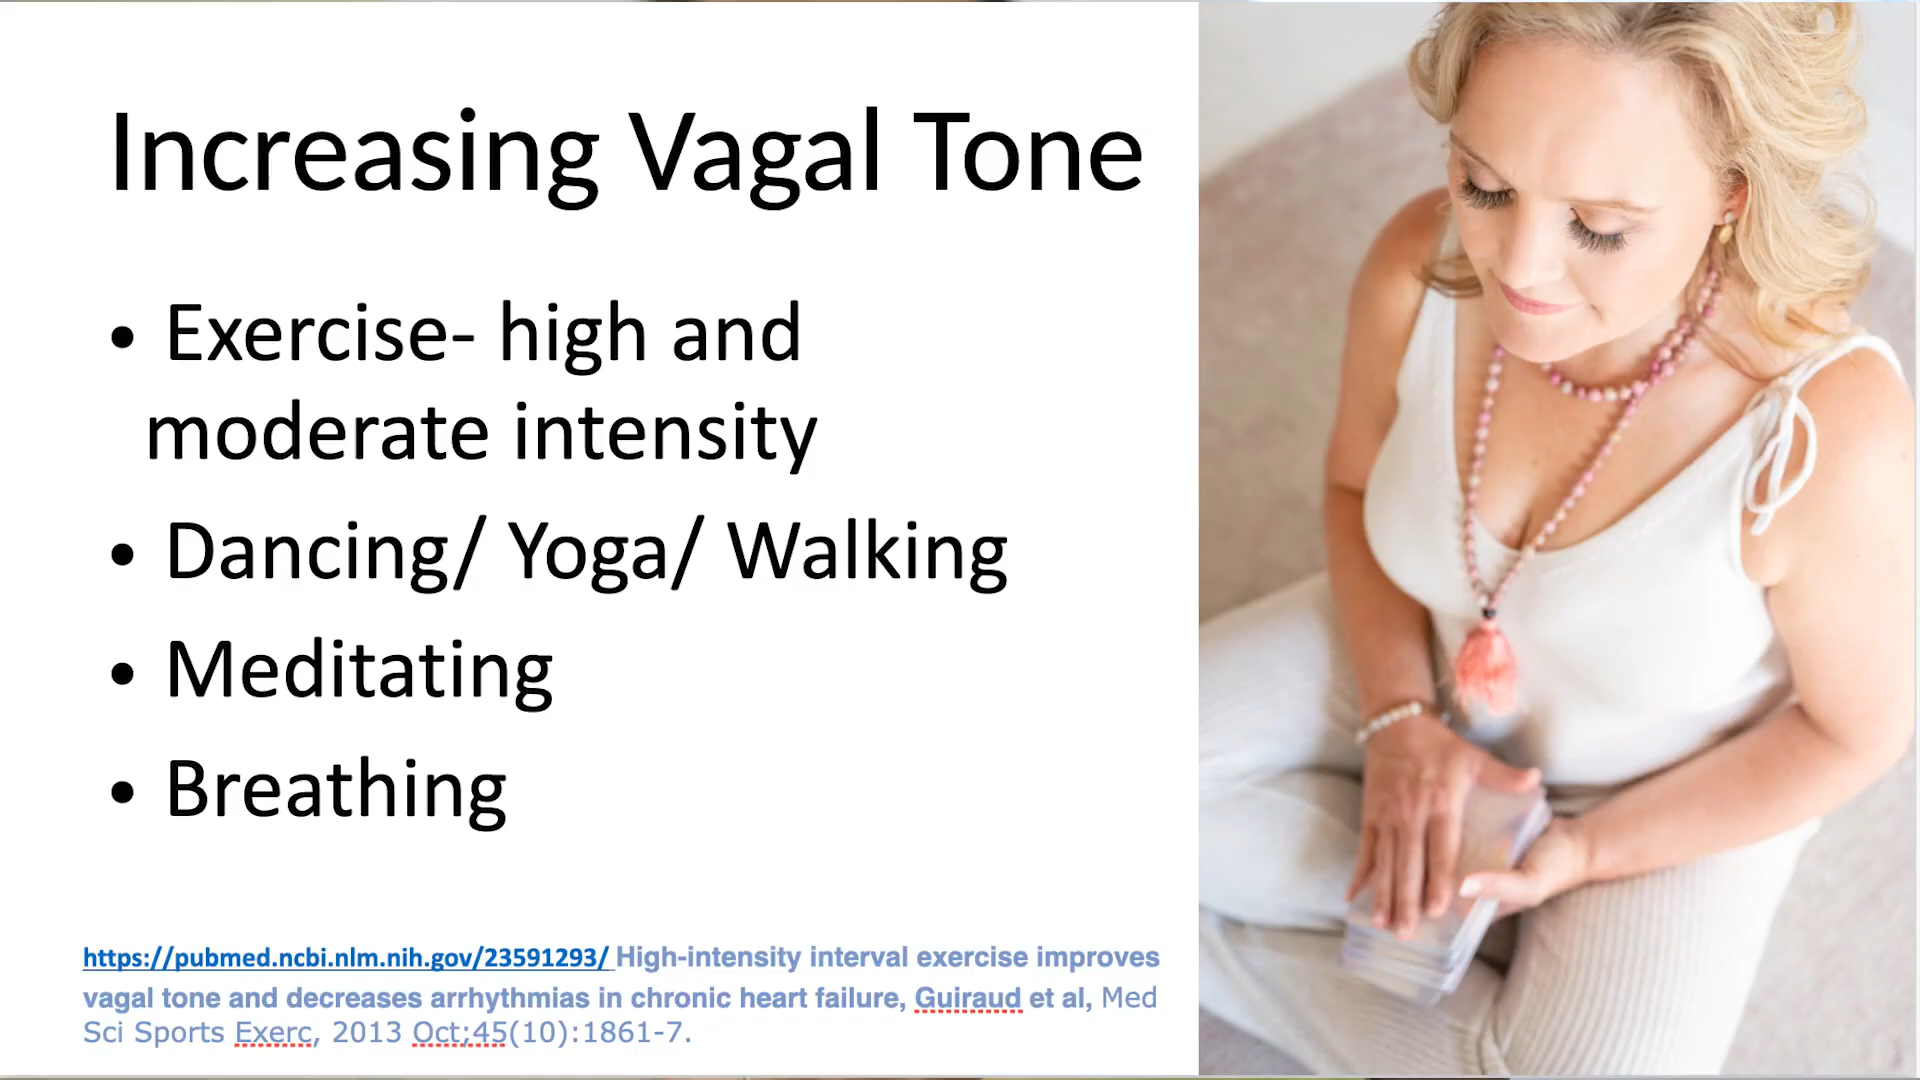 Increasing Vagal Tone
• Exercise- high and
moderate intensity
• Dancing/ Yoga/ Walking
• Meditating
• Breathing
https://pubmed.ncbi.nlm.nih.gov/23591293/ High-intensity interval exercise improves
vagal tone and decreases arrhythmias in chronic heart failure, Guiraud et al, Med
Sci Sports Exerc, 2013 Oct;45(10):1861-7.